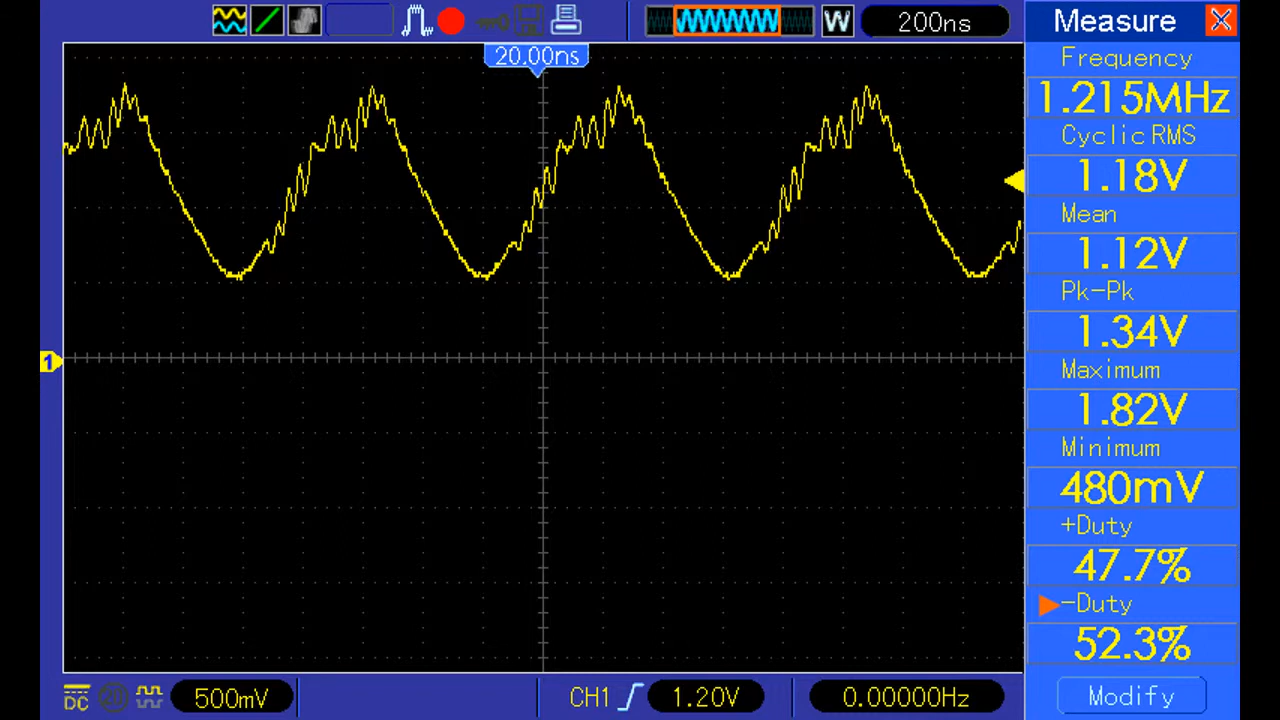 W
200ns
Measure
20.00ns
Frequency
1.215MHz
Cyclic RMS
1.18V
Mean
1.12V
Pk-Pk
1.34V
1
Maximum
1.82V
Minimum
480mV
+Duty
47.7%
-Duty
52.3%
DC
20
500mV
CH1
1.20V
0.00000Hz
Modify